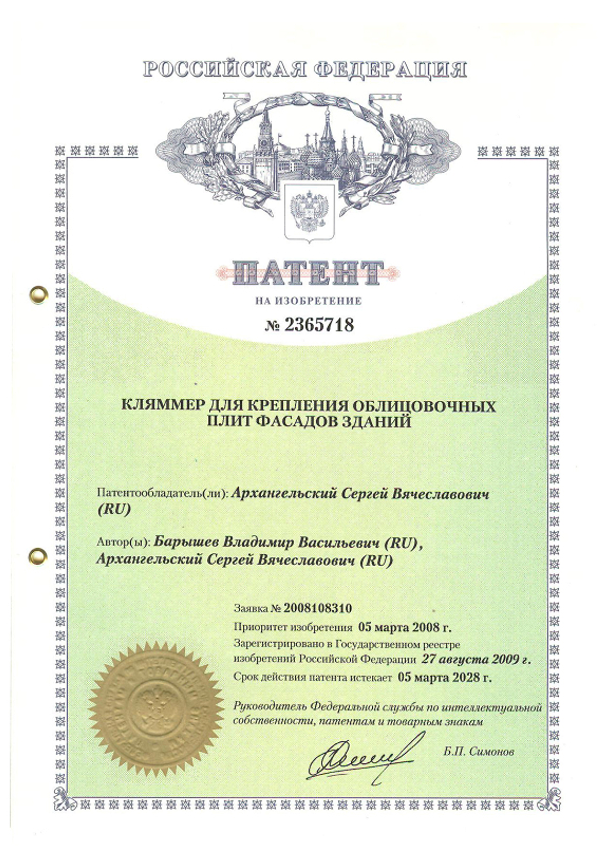 РОССИЙСКАЯ ФЕДЕРАЦИЯ
ПАТЕНТ
НА ИЗОБРЕТЕНИЕ
№ 2365718
КЛЯММЕР ДЛЯ КРЕПЛЕНИЯ ОБЛИЦОВОЧНЫХ
ПЛИТ ФАСАДОВ ЗДАНИЙ
Патентообладатель(ли): Архангельский Сергей Вячеславович
(RU)
Автор(ы): Барышев Владимир Васильевич (RU),
Архангельский Сергей Вячеславович (RU)
Заявка № 2008108310
Приоритет изобретения 05 марта 2008 г.
Зарегистрировано в Государственном реестре
изобретений Российской Федерации 27 августа 2009 г.
Срок действия патента истекает 05 марта 2028 г.
Руководитель Федеральной службы по интеллектуальной
собственности, патентам и товарным знакам
Б.П. Симонов